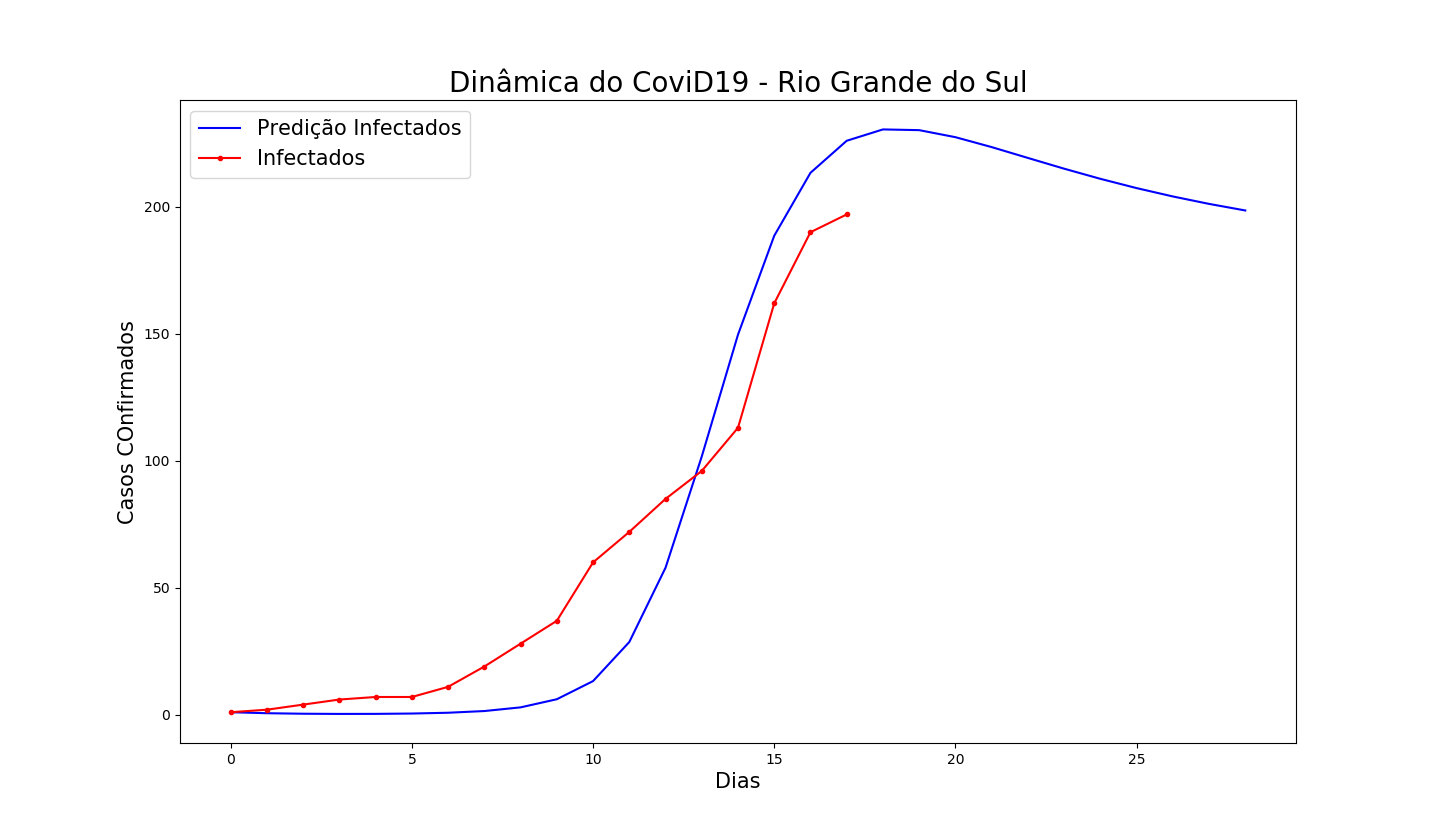 Dinâmica do CoviD19 - Rio Grande do Sul
Predição Infectados
Infectados
Casos COnfirmados
200
150
100
50
0
0 5 10 15 20 25
Dias